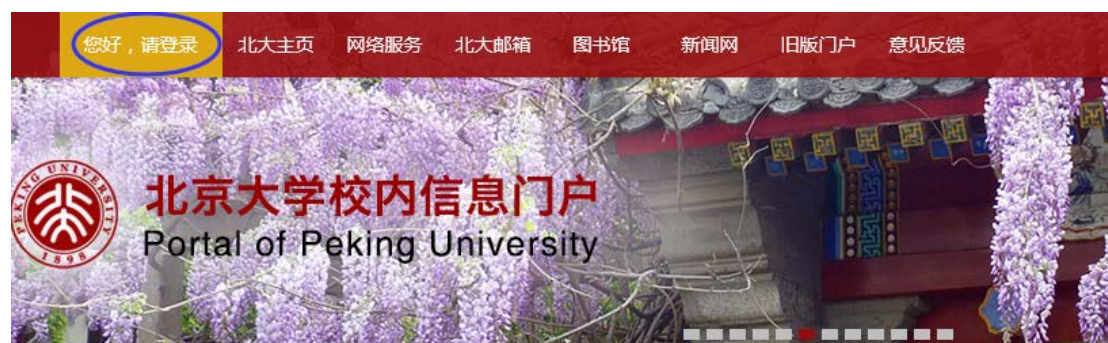 您好，请登录 北大主页 网络服务 北大邮箱 图书馆 新闻网 旧版门户 意见反馈
北京大学校内信息门户
Portal of Peking University
PEKING UNIVERSITY
1898